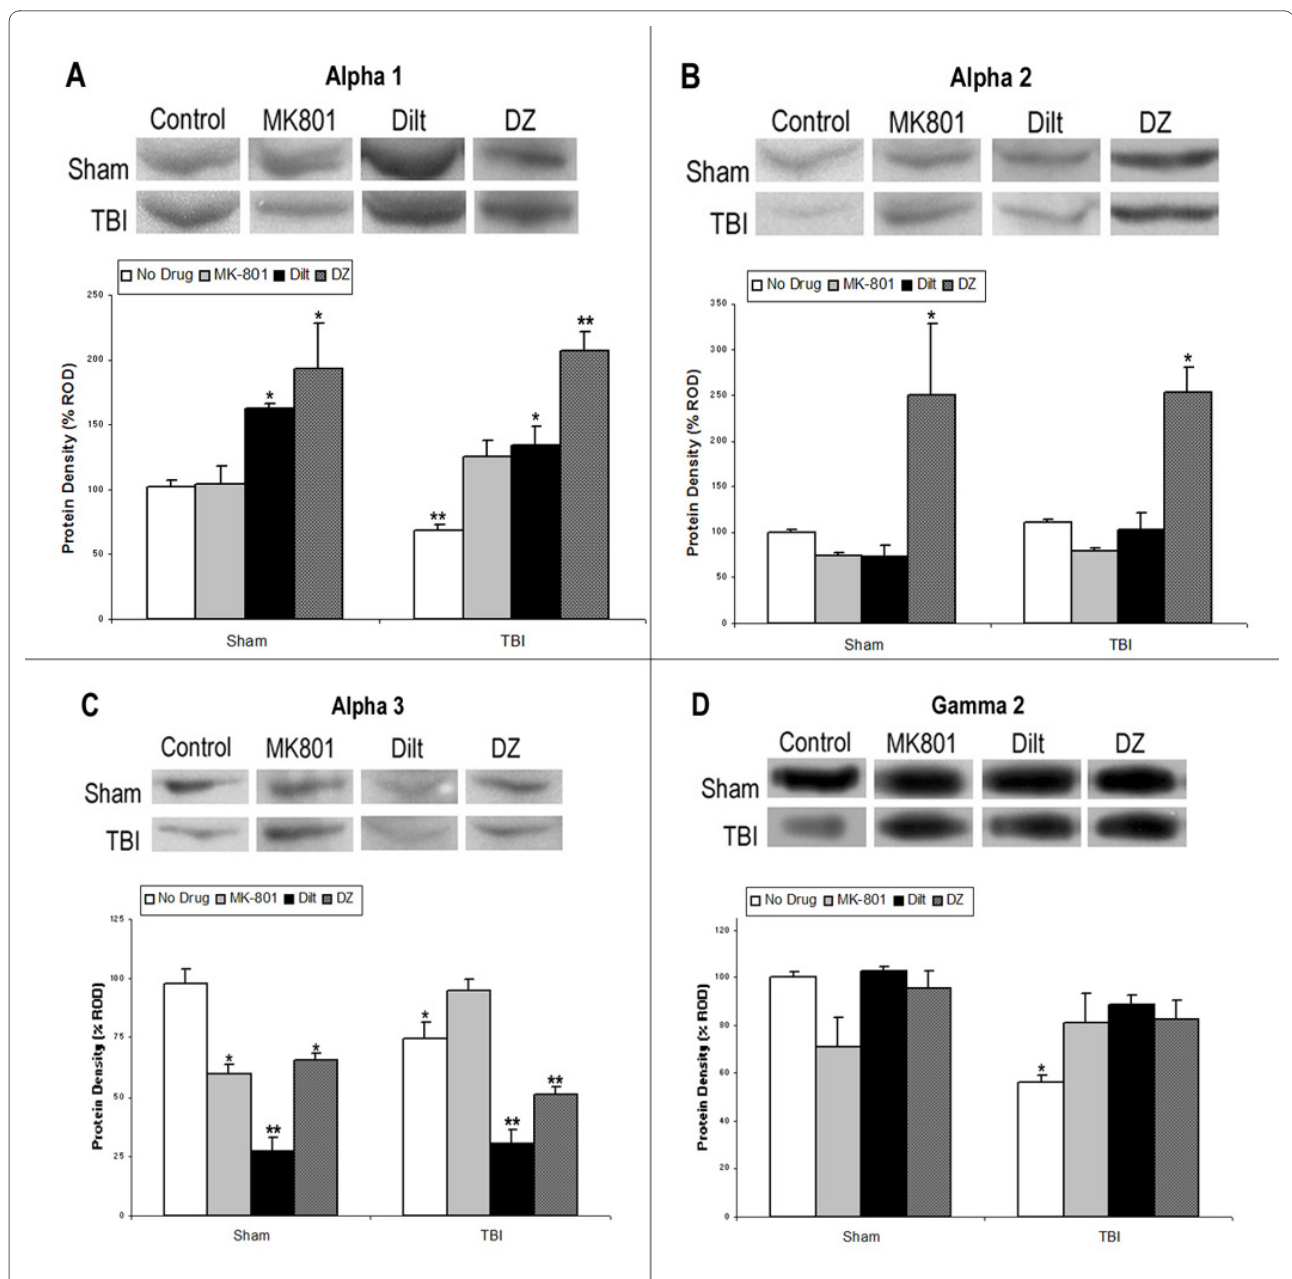 A Alpha 1
Control MK801 Dilt DZ
Sham
TBI
No Drug MK-801 Dilt DZ
Protein Density (% ROD)
250
200
150
100
50
0
* * ** * **
Sham TBI
B Alpha 2
Control MK801 Dilt DZ
Sham
TBI
No Drug MK-801 Dilt DZ
Protein Density (% ROD)
350
300
250
200
150
100
50
0
* *
Sham TBI
C Alpha 3
Control MK801 Dilt DZ
Sham
TBI
No Drug MK-801 Dilt DZ
Protein Density (% ROD)
125
100
75
50
25
0
* ** * * ** **
Sham TBI
D Gamma 2
Control MK801 Dilt DZ
Sham
TBI
No Drug MK-801 Dilt DZ
Protein Density (% ROD)
120
100
80
60
40
20
0
*
Sham TBI